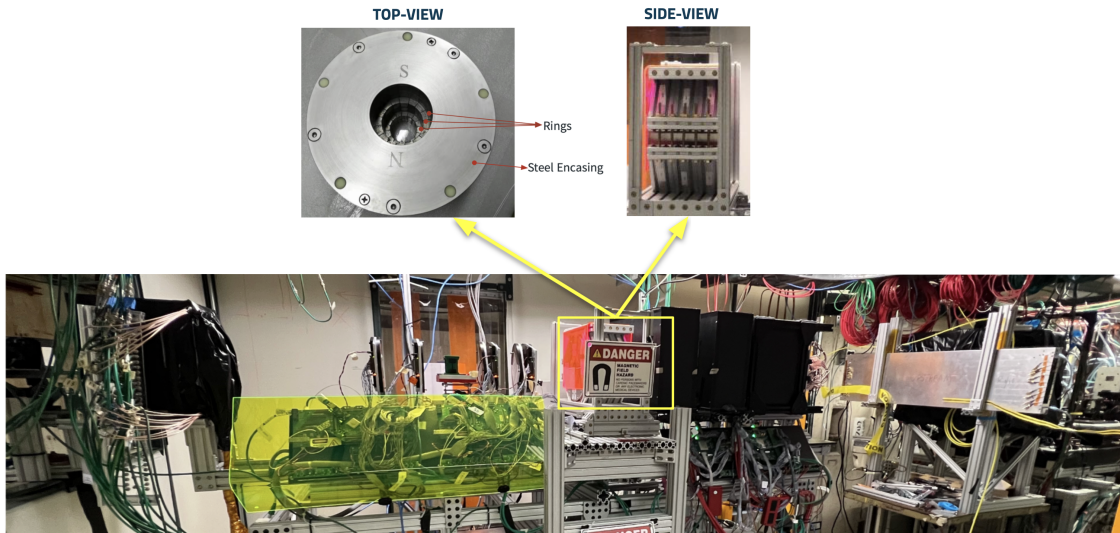 TOP-VIEW
SIDE-VIEW
S
N
Rings
Steel Encasing
DANGER
MAGNETIC
FIELD
HAZARD